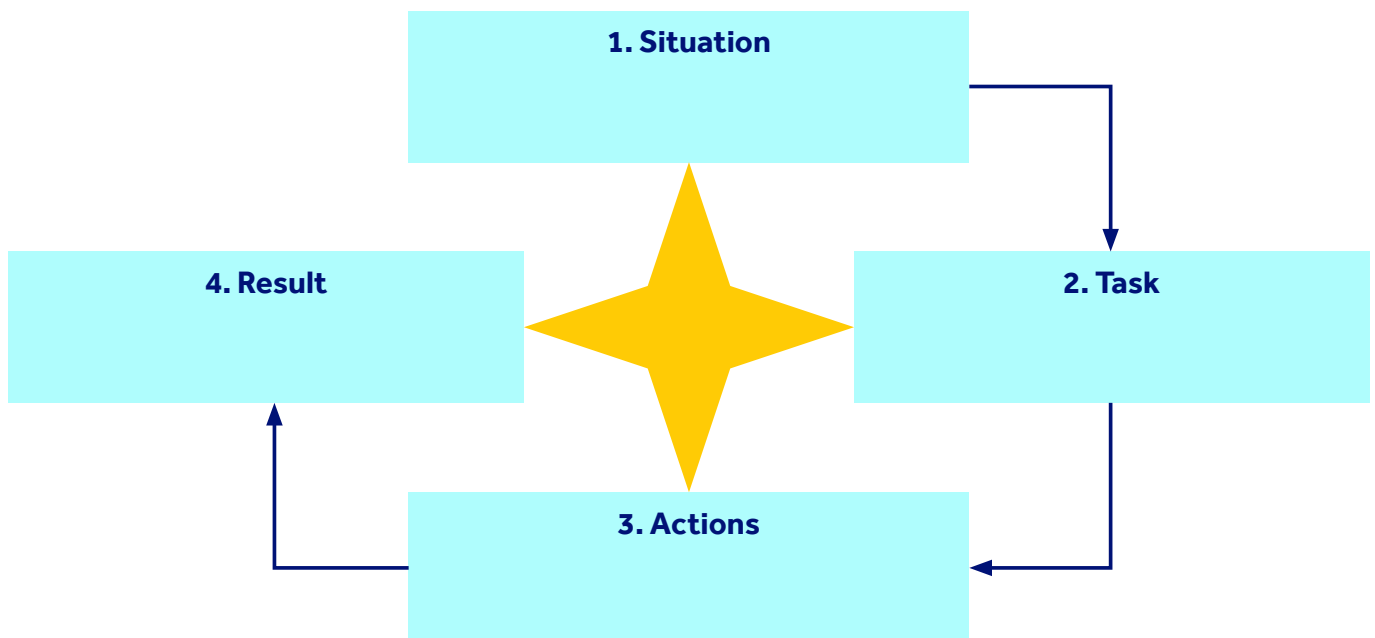 1. Situation
2. Task
3. Actions
4. Result